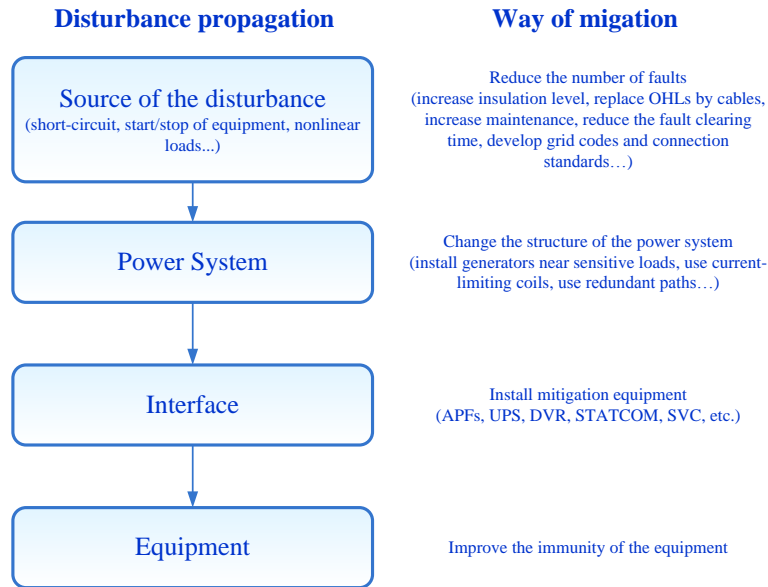 Disturbance propagation
Way of migation
Source of the disturbance
(short-circuit, start/stop of equipment, nonlinear
loads...)
Reduce the number of faults
(increase insulation level, replace OHLs by cables,
increase maintenance, reduce the fault clearing
time, develop grid codes and connection
standards…)
Power System
Change the structure of the power system
(install generators near sensitive loads, use current-
limiting coils, use redundant paths…)
Interface
Install mitigation equipment
(APFs, UPS, DVR, STATCOM, SVC, etc.)
Equipment
Improve the immunity of the equipment